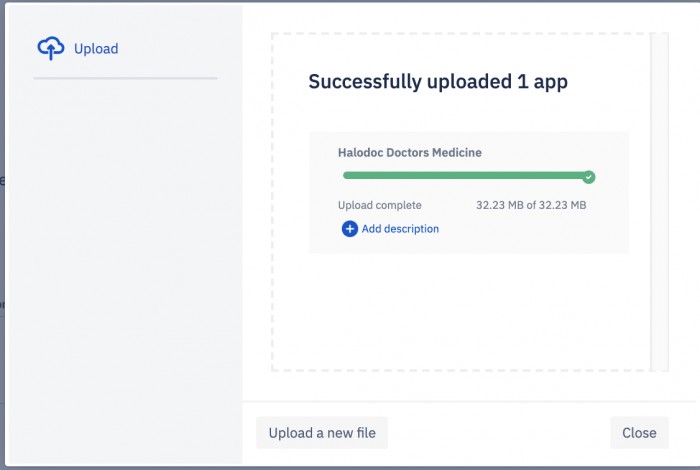 Upload
Successfully uploaded 1 app
Halodoc Doctors Medicine
Upload complete
32.23 MB of 32.23 MB
Add description
Upload a new file
Close